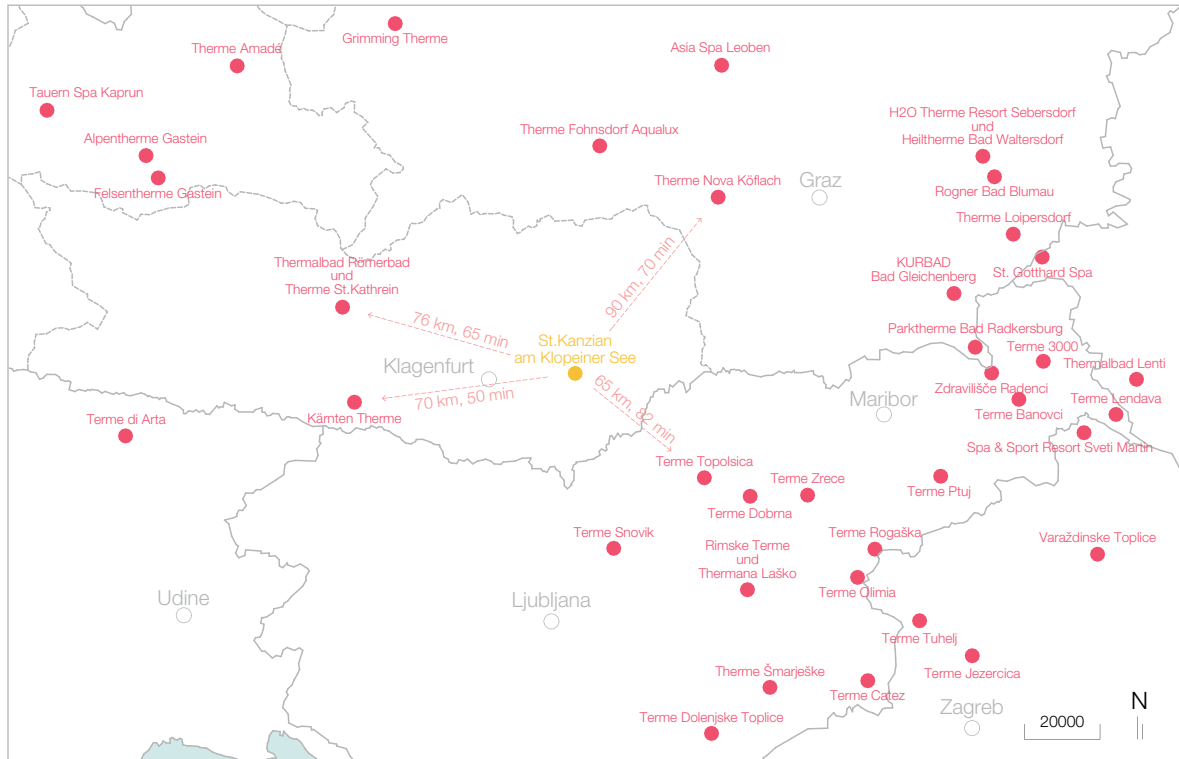 Grimming Therme
Therme Amadé
Asia Spa Leoben
Tauern Spa Kaprun
H2O Therme Resort Sebersdorf
und
Heiltherme Bad Waltersdorf
Therme Fohnsdorf Aqualux
Alpentherme Gastein
Felsentherme Gastein
Therme Nova Köflach
Graz
Rogner Bad Blumau
Therme Loipersdorf
Thermalbad Römerbad
und
Therme St.Kathrein
90 km, 70 min
KURBAD
Bad Gleichenberg
St. Gotthard Spa
76 km, 65 min
St.Kanzian
am Klopeiner See
Parktherme Bad Radkersburg
Terme 3000
Thermalbad Lenti
Klagenfurt
70 km, 50 min
65 km, 82 min
Zdravilišče Radenci
Maribor
Terme Lendava
Terme Banovci
Kärnten Therme
Terme di Arta
Spa & Sport Resort Sveti Martin
Terme Topolsica
Terme Zrece
Terme Ptuj
Terme Dobrna
Terme Snovik
Terme Rogaška
Varaždinske Toplice
Rimske Terme
und
Thermana Laško
Terme Olimia
Udine
Ljubljana
Terme Tuhelj
Therme Šmarješke
Terme Jezercica
Terme Catez
Terme Dolenjske Toplice
Zagreb
20000
N